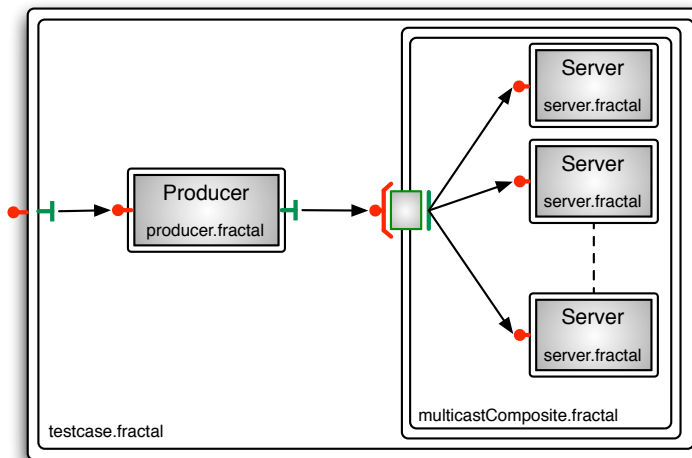 Server
server.fractal
Server
server.fractal
Producer
producer.fractal
Server
server.fractal
multicastComposite.fractal
testcase.fractal